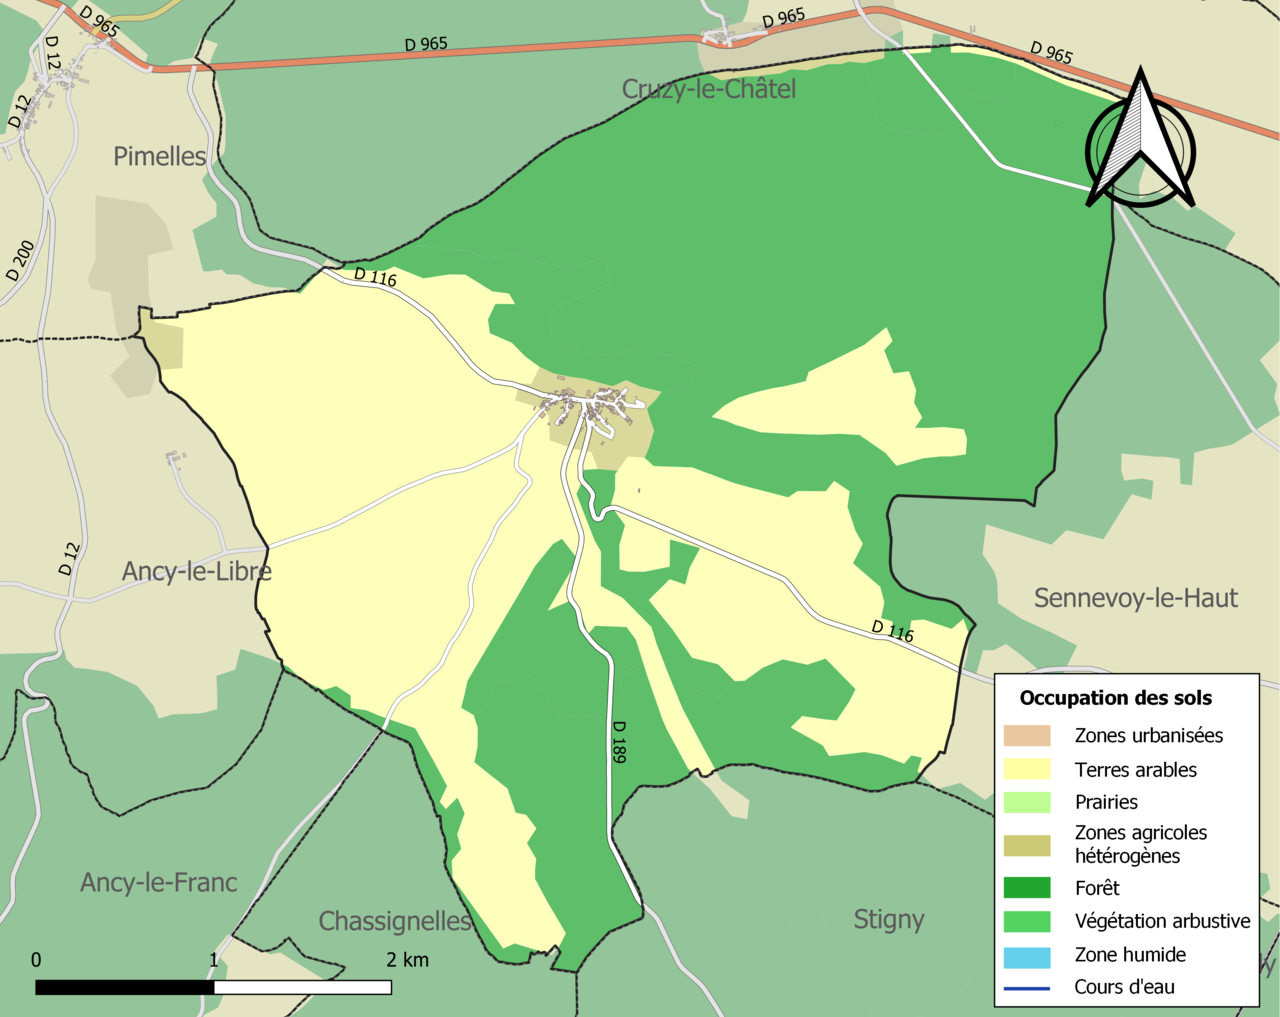 D 965
D 965
D 965
D 965
D 12
D 12
Cruzy-le-Châtel
Pimelles
D 200
D 116
D 12
Ancy-le-Libre
Sennevoy-le-Haut
D 116
D 189
Ancy-le-Franc
Chassignelles
Stigny
Occupation des sols
Zones urbanisées
Terres arables
Prairies
Zones agricoles
hétérogènes
Forêt
Végétation arbustive
Zone humide
Cours d'eau
0 1 2 km